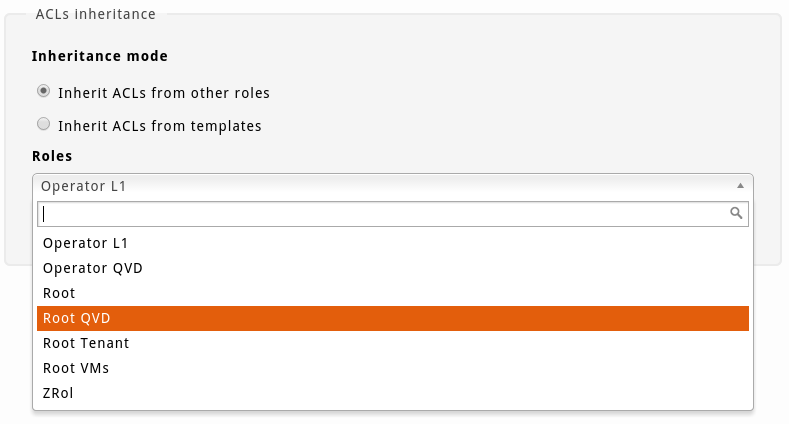 ACLs inheritance
Inheritance mode
Inherit ACLs from other roles
Inherit ACLs from templates
Roles
Operator L1
Operator L1
Operator QVD
Root
Root QVD
Root Tenant
Root VMs
ZRol